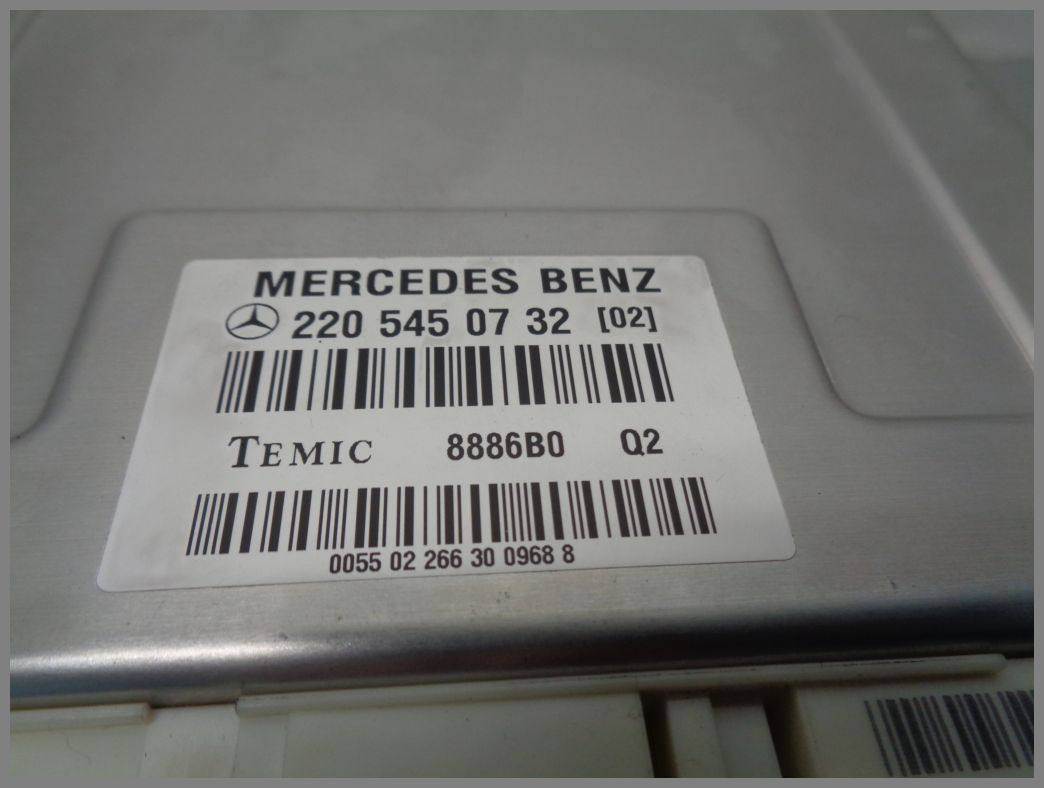 MERCEDES BENZ
220 545 07 32 [02]
TEMIC 8886B0 Q2
0055 02 266 30 0968 8